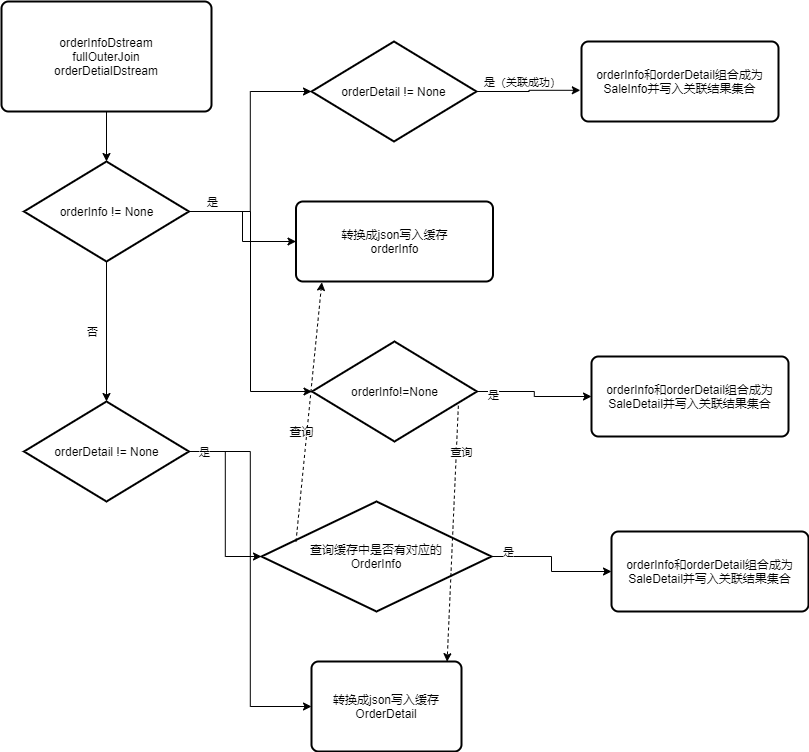 orderInfoDstream
fullOuterJoin
orderDetialDstream
orderDetail != None
是（关联成功）
orderInfo和orderDetail组合成为
SaleInfo并写入关联结果集合
orderInfo != None
是
转换成json写入缓存
orderInfo
否
orderInfo!=None
是
orderInfo和orderDetail组合成为
SaleDetail并写入关联结果集合
查询
查询
orderDetail != None
是
查询缓存中是否有对应的
OrderInfo
是
orderInfo和orderDetail组合成为
SaleDetail并写入关联结果集合
转换成json写入缓存
OrderDetail